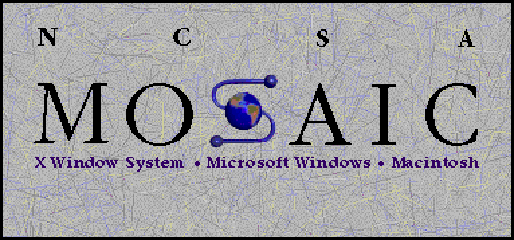 N C S A
MOSAIC
X Window System • Microsoft Windows • Macintosh